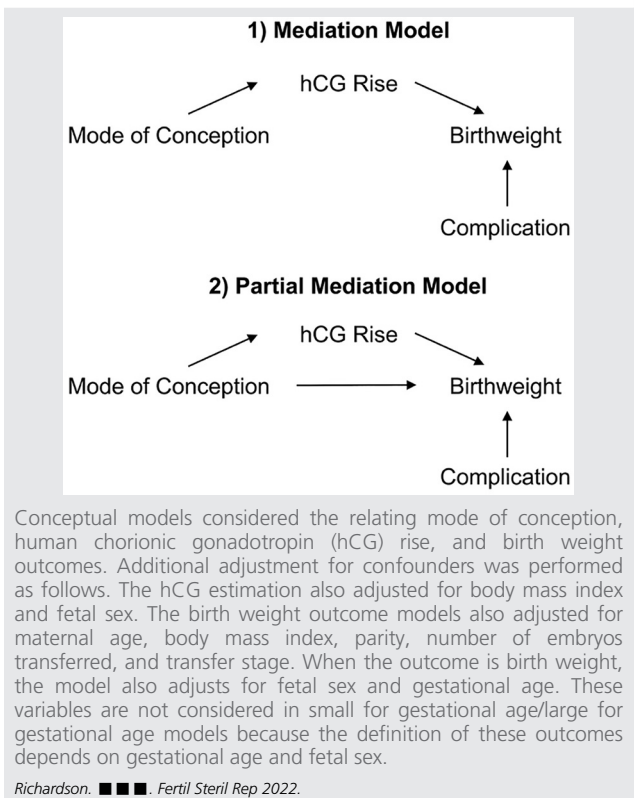 1) Mediation Model
hCG Rise
Mode of Conception
Birthweight
Complication
2) Partial Mediation Model
hCG Rise
Mode of Conception
Birthweight
Complication
Conceptual models considered the relating mode of conception,
human chorionic gonadotropin (hCG) rise, and birth weight
outcomes. Additional adjustment for confounders was performed
as follows. The hCG estimation also adjusted for body mass index
and fetal sex. The birth weight outcome models also adjusted for
maternal age, body mass index, parity, number of embryos
transferred, and transfer stage. When the outcome is birth weight,
the model also adjusts for fetal sex and gestational age. These
variables are not considered in small for gestational age/large for
gestational age models because the definition of these outcomes
depends on gestational age and fetal sex.
Richardson. ■ ■ ■. Fertil Steril Rep 2022.